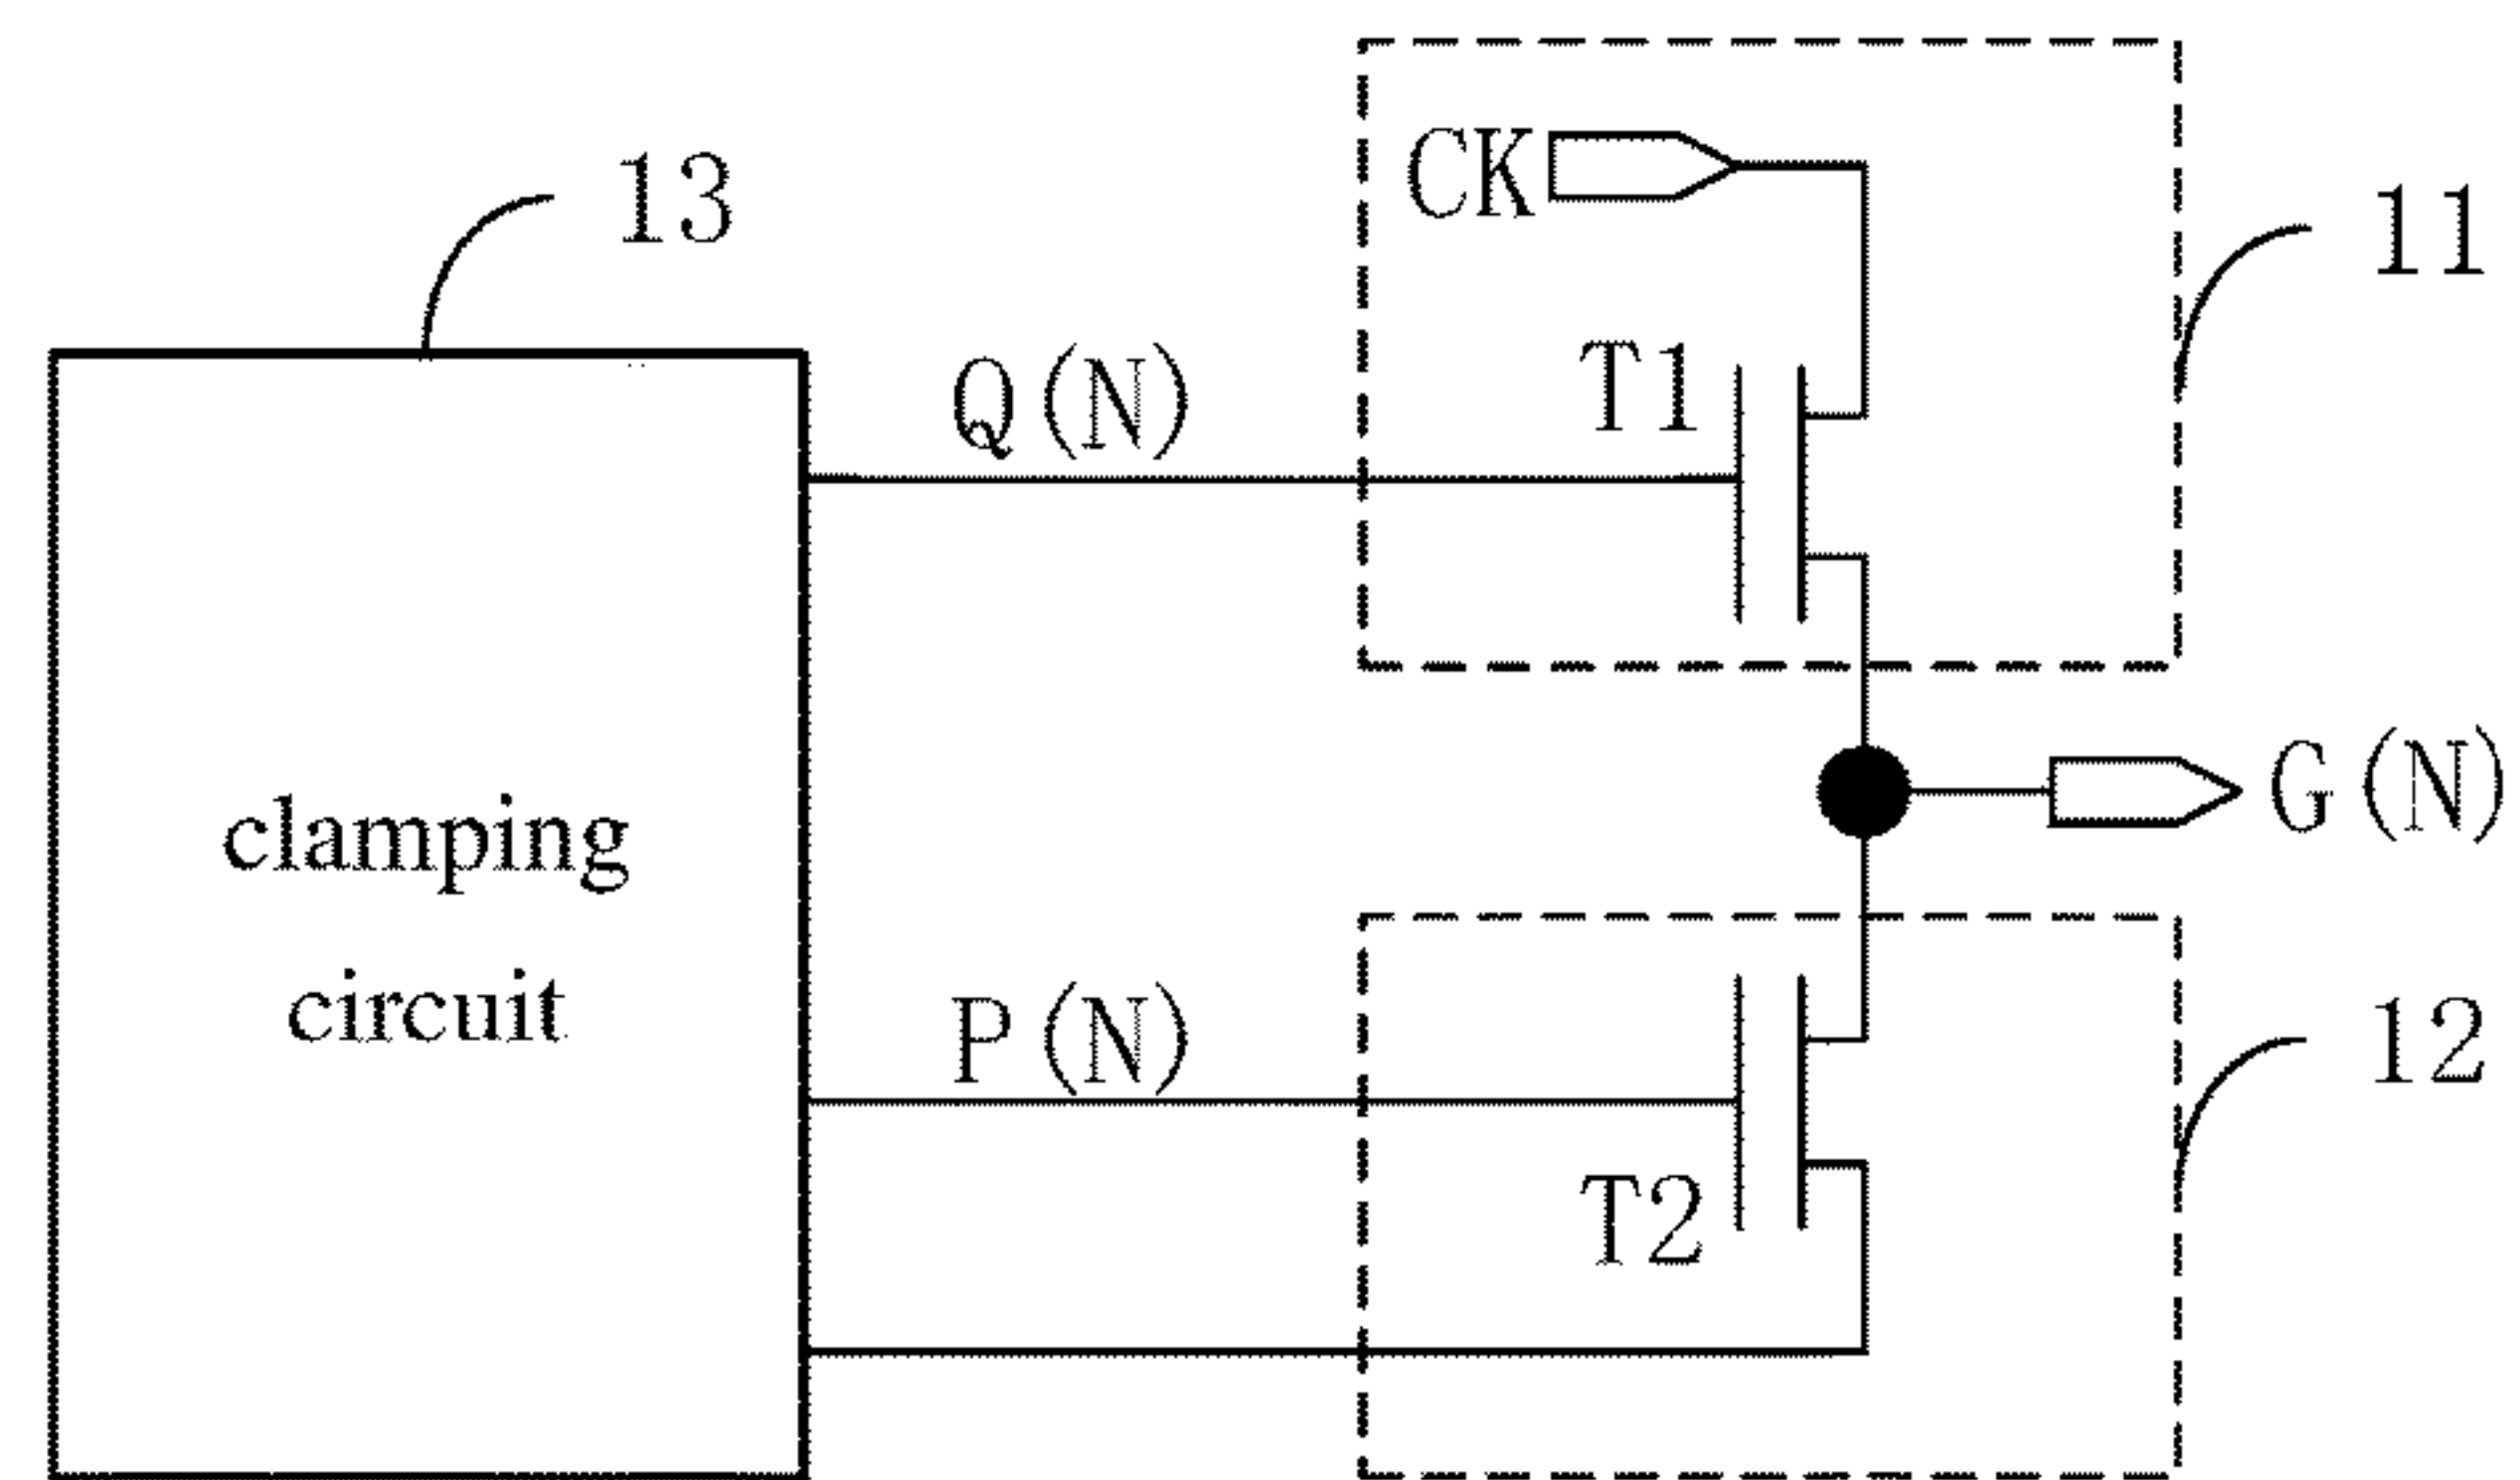 13
CK
11
T1
Q(N)
G(N)
clamping
circuit
P(N)
12
T2